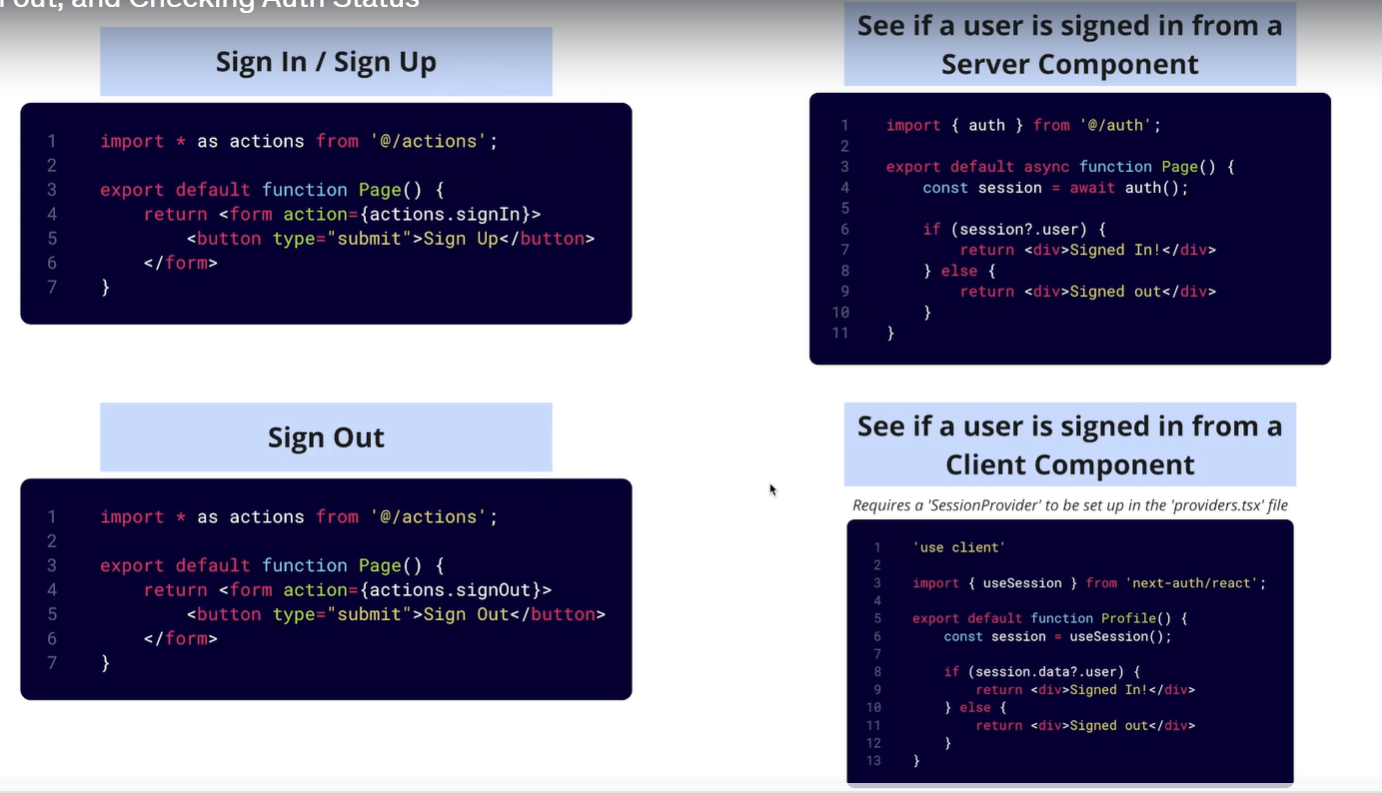 out, and Checking Auth Status
Sign In / Sign Up
1 import * as actions from '@/actions';
2
3 export default function Page() {
4 return <form action={actions.signIn}>
5 <button type="submit">Sign Up</button>
6 </form>
7 }
Sign Out
1 import * as actions from '@/actions';
2
3 export default function Page() {
4 return <form action={actions.signOut}>
5 <button type="submit">Sign Out</button>
6 </form>
7 }
See if a user is signed in from a
Server Component
1 import { auth } from '@/auth';
2
3 export default async function Page() {
4 const session = await auth();
5
6 if (session?.user) {
7 return <div>Signed In!</div>
8 } else {
9 return <div>Signed out</div>
10 }
11 }
See if a user is signed in from a
Client Component
Requires a 'SessionProvider' to be set up in the 'providers.tsx' file
1 'use client'
2
3 import { useSession } from 'next-auth/react';
4
5 export default function Profile() {
6 const session = useSession();
7
8 if (session.data?.user) {
9 return <div>Signed In!</div>
10 } else {
11 return <div>Signed out</div>
12 }
13 }